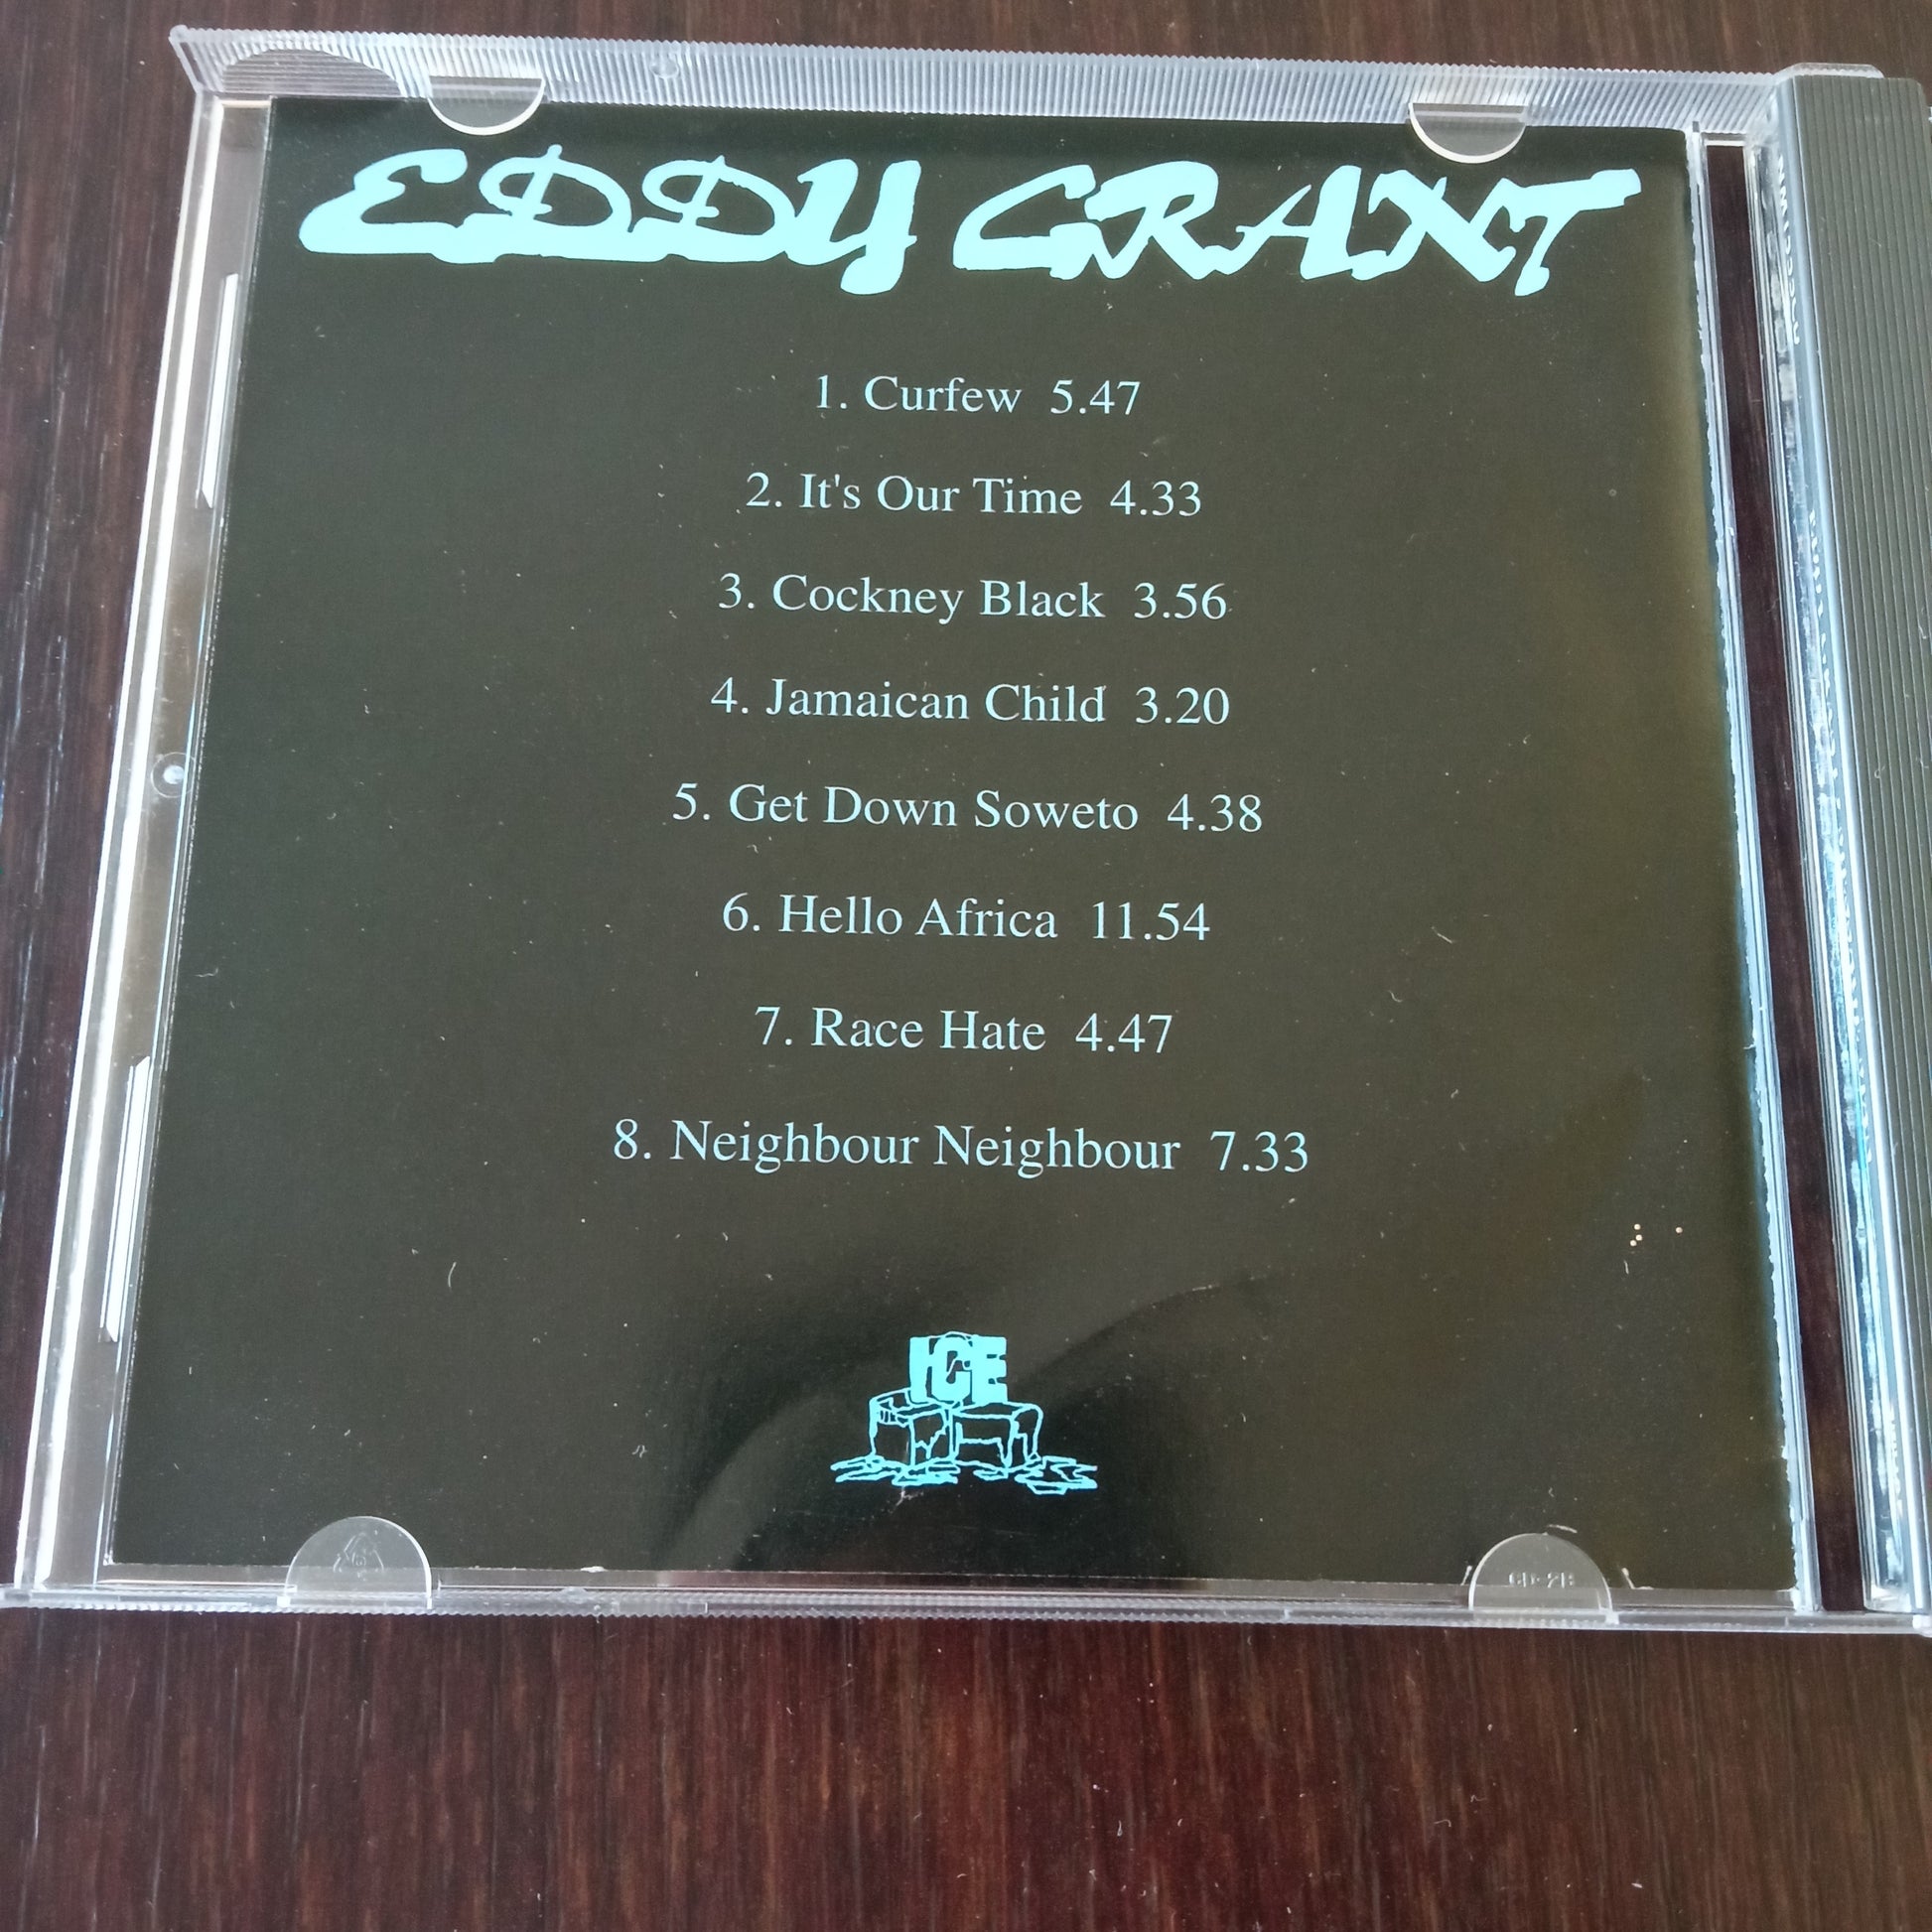 EDDY GRANT
1. Curfew 5.47
2. It's Our Time 4.33
3. Cockney Black 3.56
4. Jamaican Child 3.20
5. Get Down Soweto 4.38
6. Hello Africa 11.54
7. Race Hate 4.47
8. Neighbour Neighbour 7.33
ICE